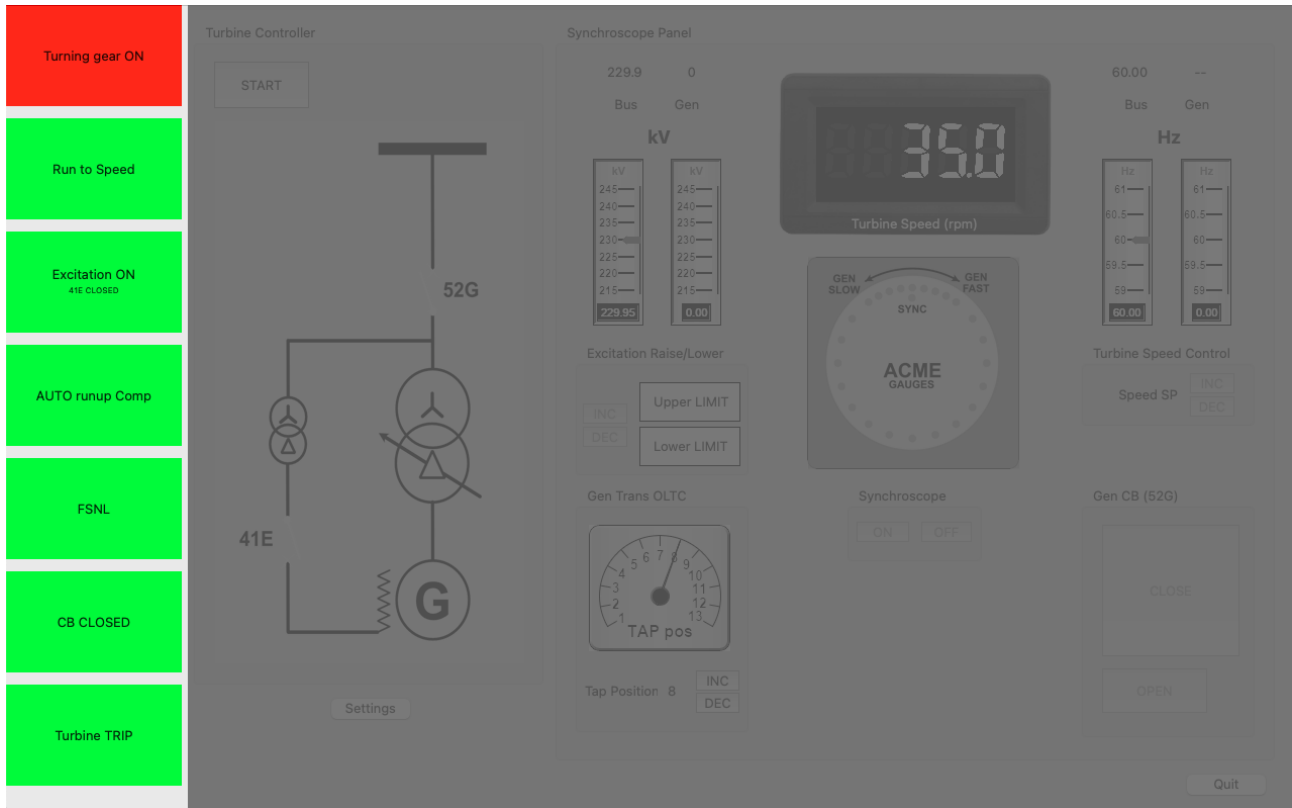 Turning gear ON
Run to Speed
Excitation ON
41E CLOSED
AUTO runup Comp
FSNL
CB CLOSED
Turbine TRIP
Turbine Controller
START
52G
41E
G
Settings
Synchroscope Panel
229.9 0
Bus Gen
kV
kV kV
245 245
240 240
235 235
230 230
225 225
220 220
215 215
229.95 0.00
Excitation Raise/Lower
INC
DEC
Upper LIMIT
Lower LIMIT
Gen Trans OLTC
1 2 3 4 5 6 7 8 9 10 11 12 13
TAP pos
Tap Position 8
INC
DEC
35.0
Turbine Speed (rpm)
GEN SLOW
GEN FAST
SYNC
ACME
GAUGES
Synchroscope
ON OFF
60.00 --
Bus Gen
Hz
Hz Hz
61 61
60.5 60.5
60 60
59.5 59.5
59 59
60.00 0.00
Turbine Speed Control
Speed SP
INC
DEC
Gen CB (52G)
CLOSE
OPEN
Quit